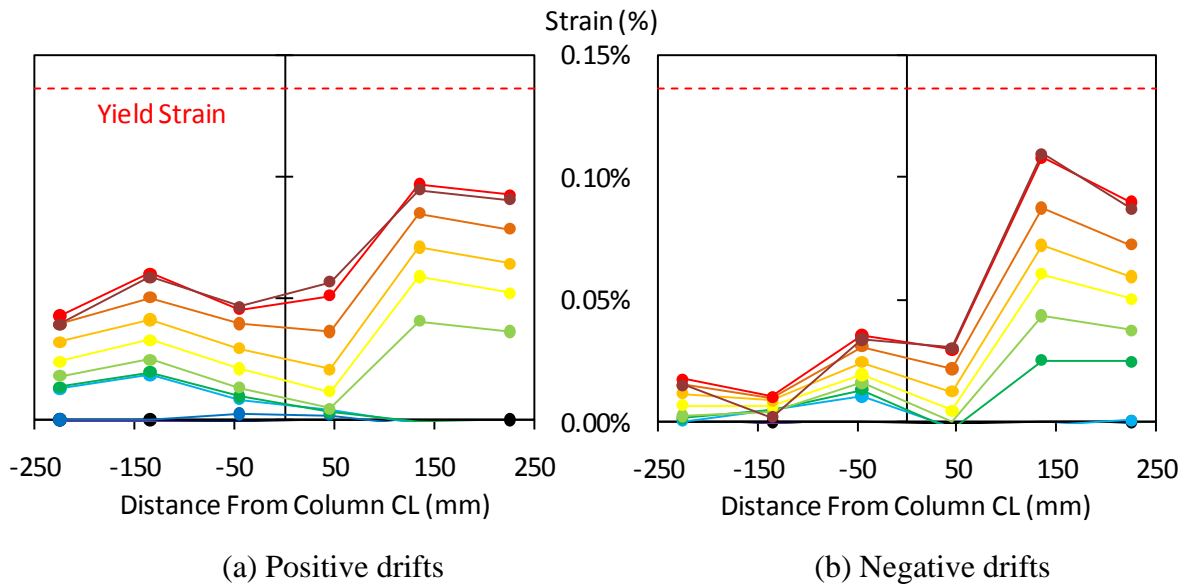 Strain (%)
0.15%
Yield Strain
0.10%
0.05%
0.00%
-250 -150 -50 50 150 250
-250 -150 -50 50 150 250
Distance From Column CL (mm)
Distance From Column CL (mm)
(a) Positive drifts
(b) Negative drifts